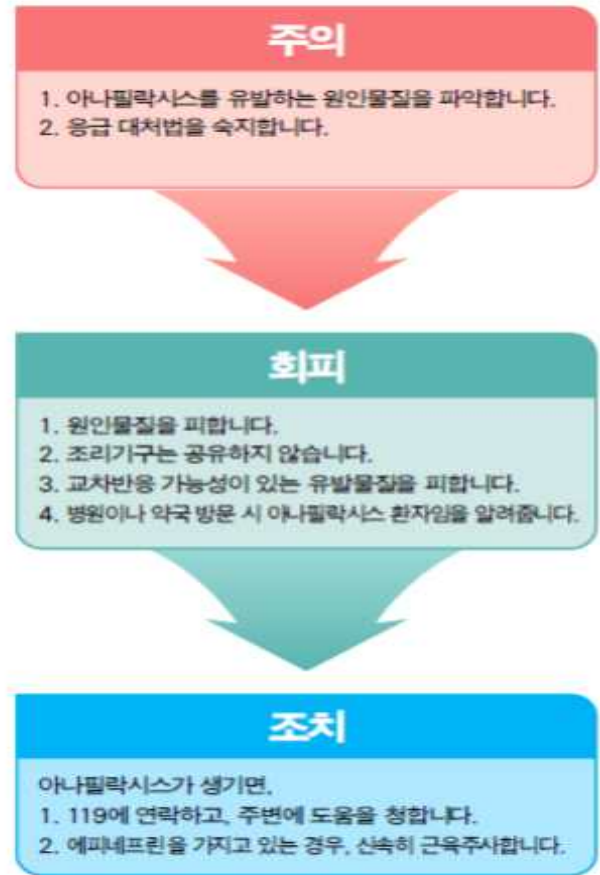 주의
1. 아나필락시스를 유발하는 원인물질을 파악합니다.
2. 응급 대처법을 숙지합니다.
회피
1. 원인물질을 피합니다.
2. 조리기구는 공유하지 않습니다.
3. 교차반응 가능성이 있는 유발물질을 피합니다.
4. 병원이나 약국 방문 시 아나필락시스 환자임을 알려줍니다.
조치
아나필락시스가 생기면,
1. 119에 연락하고, 주변에 도움을 청합니다.
2. 에피네프린을 가지고 있는 경우, 신속히 근육주사합니다.